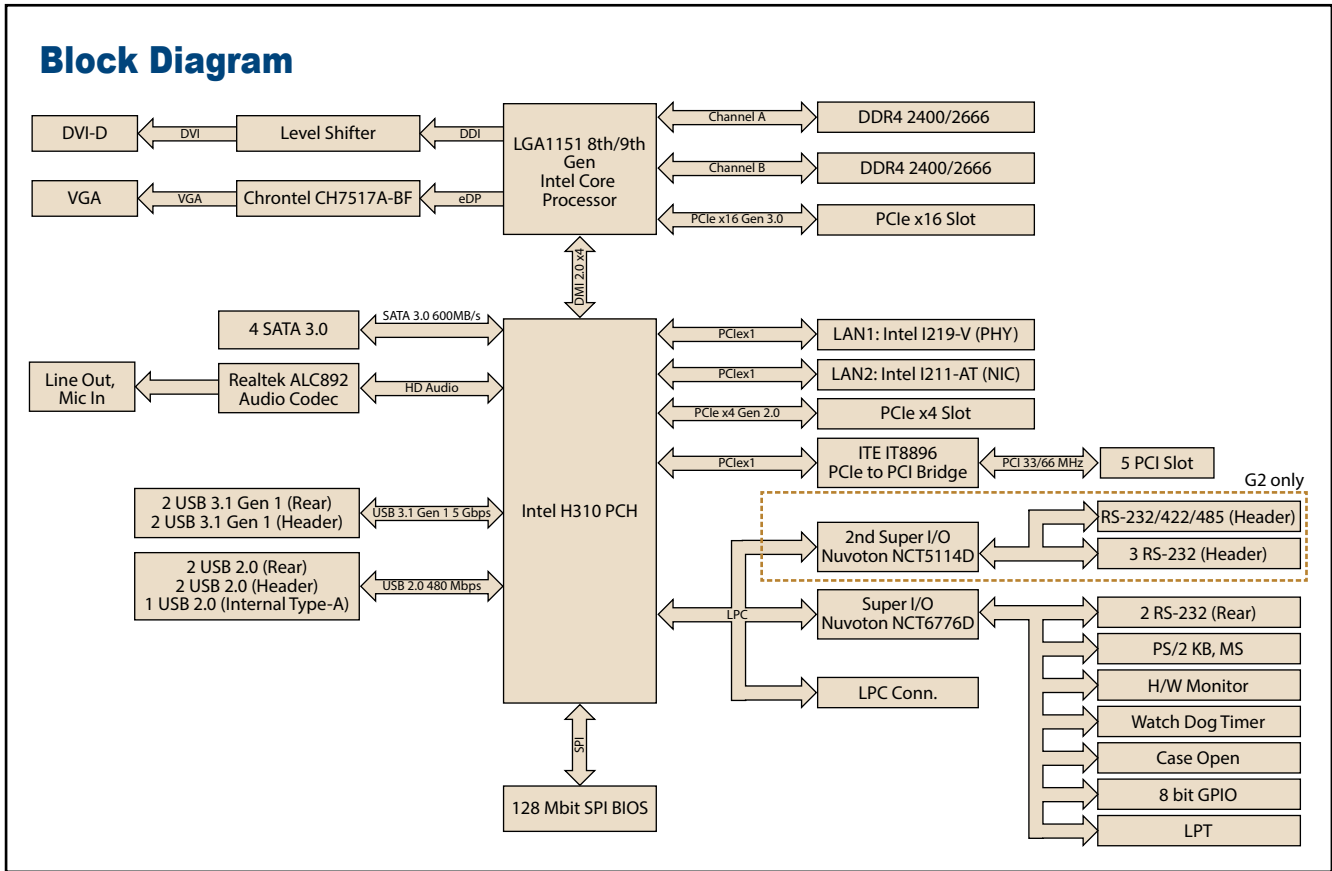 Block Diagram
DVI-D
DVI
Level Shifter
DDI
VGA
VGA
Chrontel CH7517A-BF
eDP
LGA1151 8th/9th
Gen
Intel Core
Processor
Channel A
DDR4 2400/2666
Channel B
DDR4 2400/2666
PCIe x16 Gen 3.0
PCIe x16 Slot
DMI 2.0 x4
4 SATA 3.0
SATA 3.0 600MB/s
Line Out,
Mic In
Realtek ALC892
Audio Codec
HD Audio
2 USB 3.1 Gen 1 (Rear)
2 USB 3.1 Gen 1 (Header)
USB 3.1 Gen 1 5 Gbps
2 USB 2.0 (Rear)
2 USB 2.0 (Header)
1 USB 2.0 (Internal Type-A)
USB 2.0 480 Mbps
Intel H310 PCH
PCIex1
LAN1: Intel I219-V (PHY)
PCIex1
LAN2: Intel I211-AT (NIC)
PCIe x4 Gen 2.0
PCIe x4 Slot
PCIex1
ITE IT8896
PCIe to PCI Bridge
PCI 33/66 MHz
5 PCI Slot
G2 only
2nd Super I/O
Nuvoton NCT5114D
RS-232/422/485 (Header)
3 RS-232 (Header)
LPC
Super I/O
Nuvoton NCT6776D
2 RS-232 (Rear)
PS/2 KB, MS
H/W Monitor
Watch Dog Timer
Case Open
8 bit GPIO
LPT
LPC Conn.
SPI
128 Mbit SPI BIOS